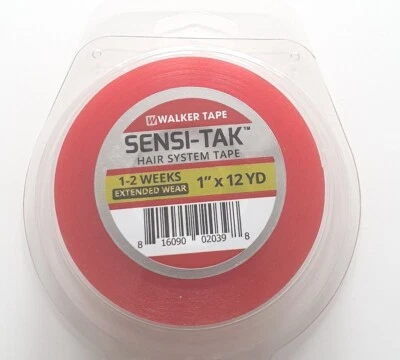 W WALKER TAPE
SENSI-TAK™
HAIR SYSTEM TAPE
1-2 WEEKS
EXTENDED WEAR
1" x 12 YD
8 16090 02039 8